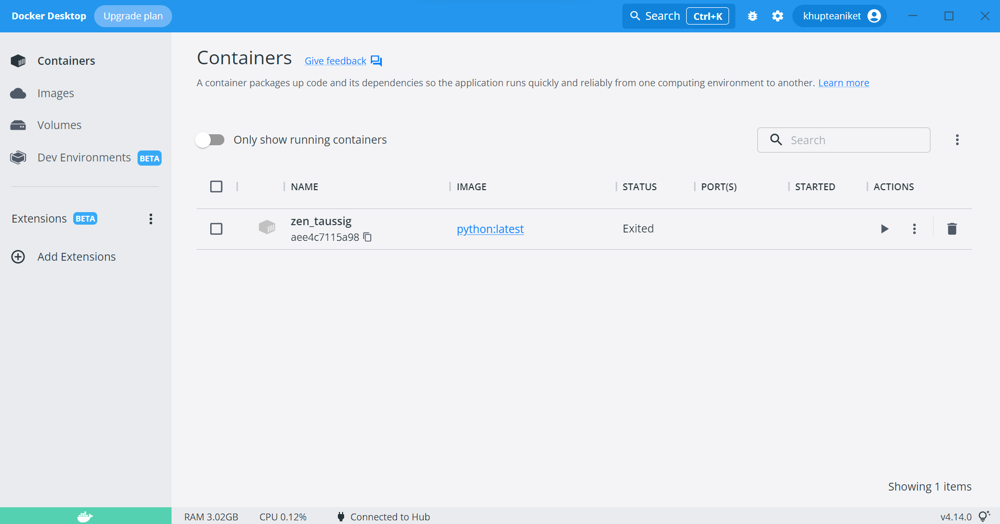 Docker Desktop Upgrade plan Search Ctrl+K khupteaniket
Containers
Images
Volumes
Dev Environments BETA
Extensions BETA
Add Extensions
Containers Give feedback
A container packages up code and its dependencies so the application runs quickly and reliably from one computing environment to another. Learn more
Only show running containers Search
NAME IMAGE STATUS PORT(S) STARTED ACTIONS
zen_taussig
aee4c7115a98 python:latest Exited
Showing 1 items
RAM 3.02GB CPU 0.12% Connected to Hub v4.14.0